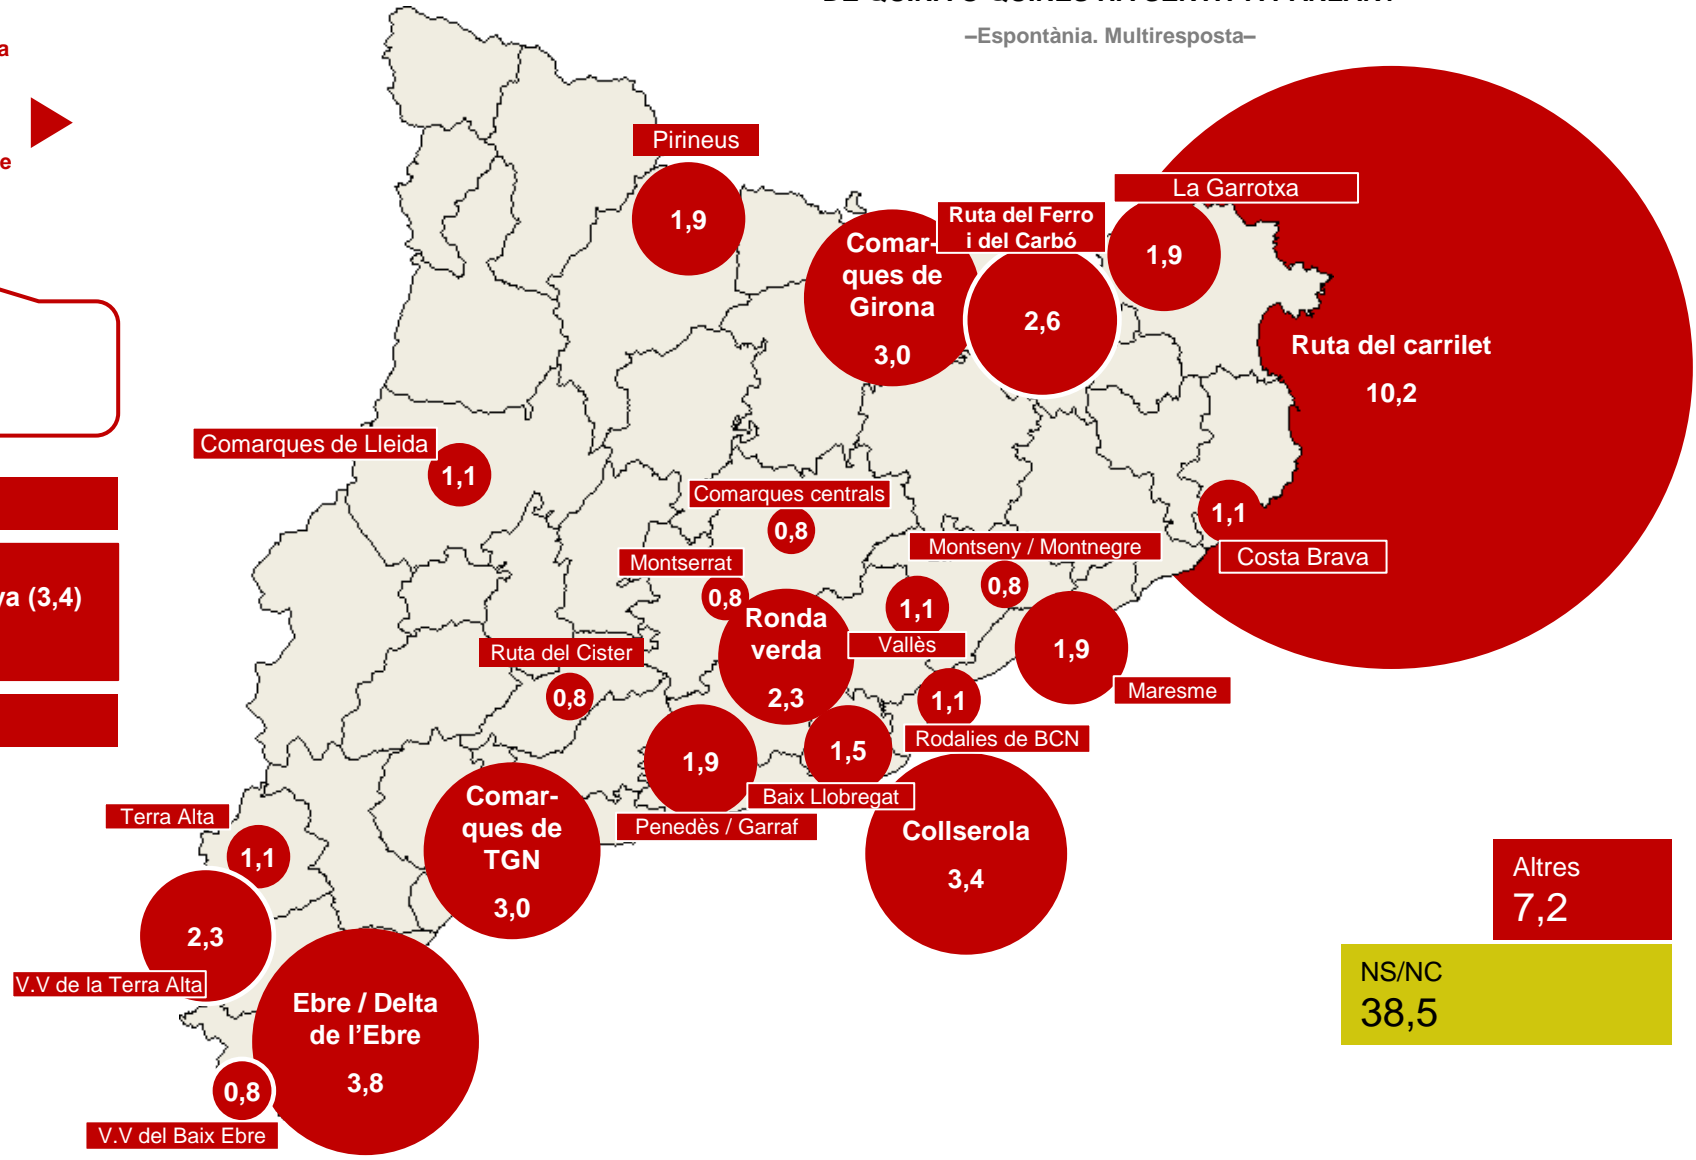 –Espontània. Multiresposta–
a
e
Pirineus
1,9
La Garrotxa
1,9
Ruta del Ferro
i del Carbó
2,6
Comar-
ques de
Girona
3,0
Ruta del carrilet
10,2
Comarques de Lleida
1,1
Comarques centrals
0,8
1,1
Costa Brava
Montseny / Montnegre
0,8
Montserrat
0,8
1,1
Vallès
Ronda
verda
2,3
ya (3,4)
Ruta del Cister
0,8
1,9
Maresme
1,1
Rodalies de BCN
1,5
Baix Llobregat
1,9
Penedès / Garraf
Comar-
ques de
TGN
3,0
Collserola
3,4
Terra Alta
1,1
2,3
V.V de la Terra Alta
Ebre / Delta
de l’Ebre
3,8
0,8
V.V del Baix Ebre
Altres
7,2
NS/NC
38,5